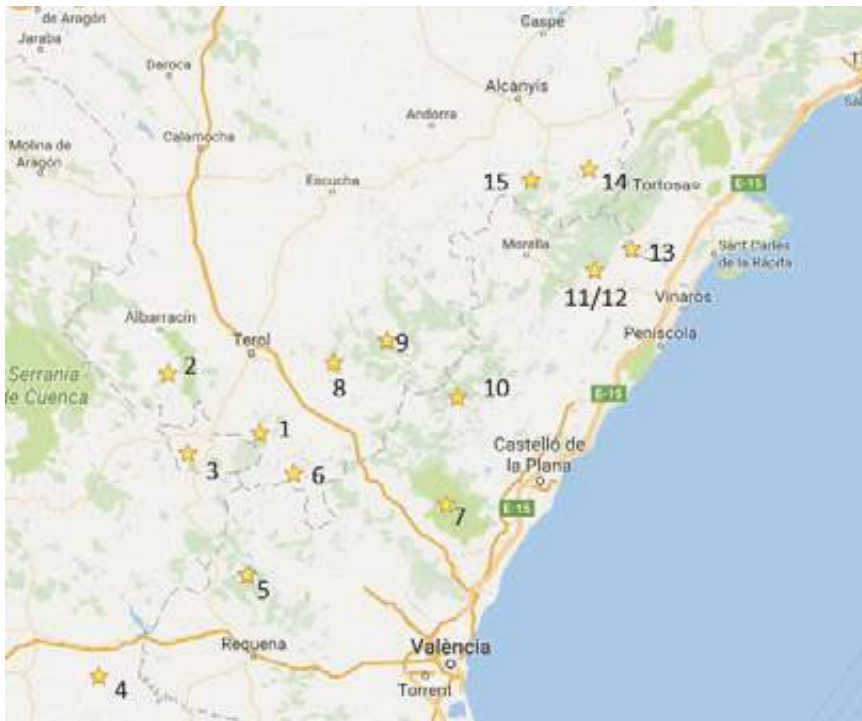 de Aragón
Jaraba
Daroca
Caspe
Alcanyís
Andorra
Calamocha
Molina de
Aragón
Escucha
15
14
Tortosa
E-15
Morella
13
Sant Carles
de la Ràpita
11/12
Vinaròs
Albarracín
Terol
9
Peníscola
Serranía
de Cuenca
2
8
10
E-15
1
3
6
Castelló de
la Plana
7
E-15
5
Requena
València
4
Torrent